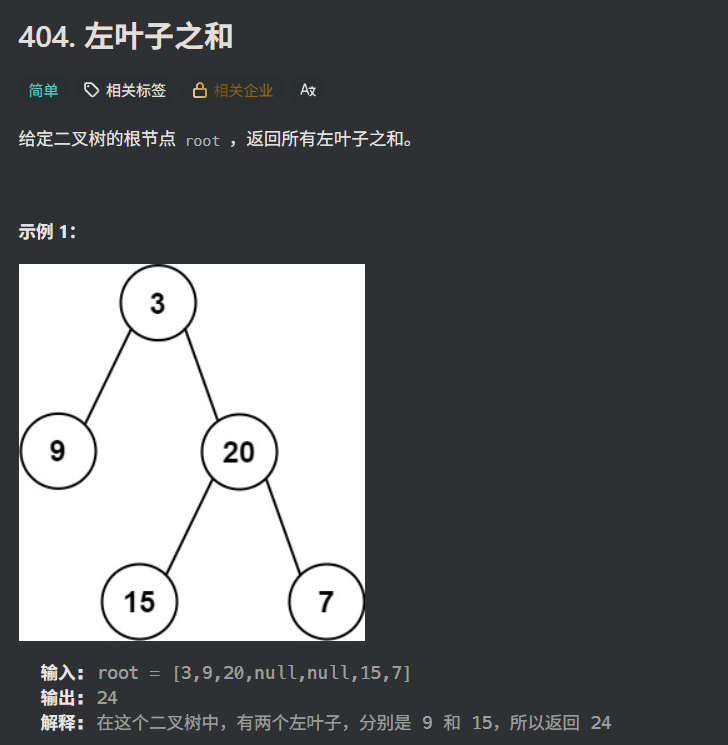 404. 左叶子之和
简单 相关标签 相关企业
给定二叉树的根节点 root ，返回所有左叶子之和。
示例 1：
3
9 20
15 7
输入：root = [3,9,20,null,null,15,7]
输出：24
解释：在这个二叉树中，有两个左叶子，分别是 9 和 15，所以返回 24